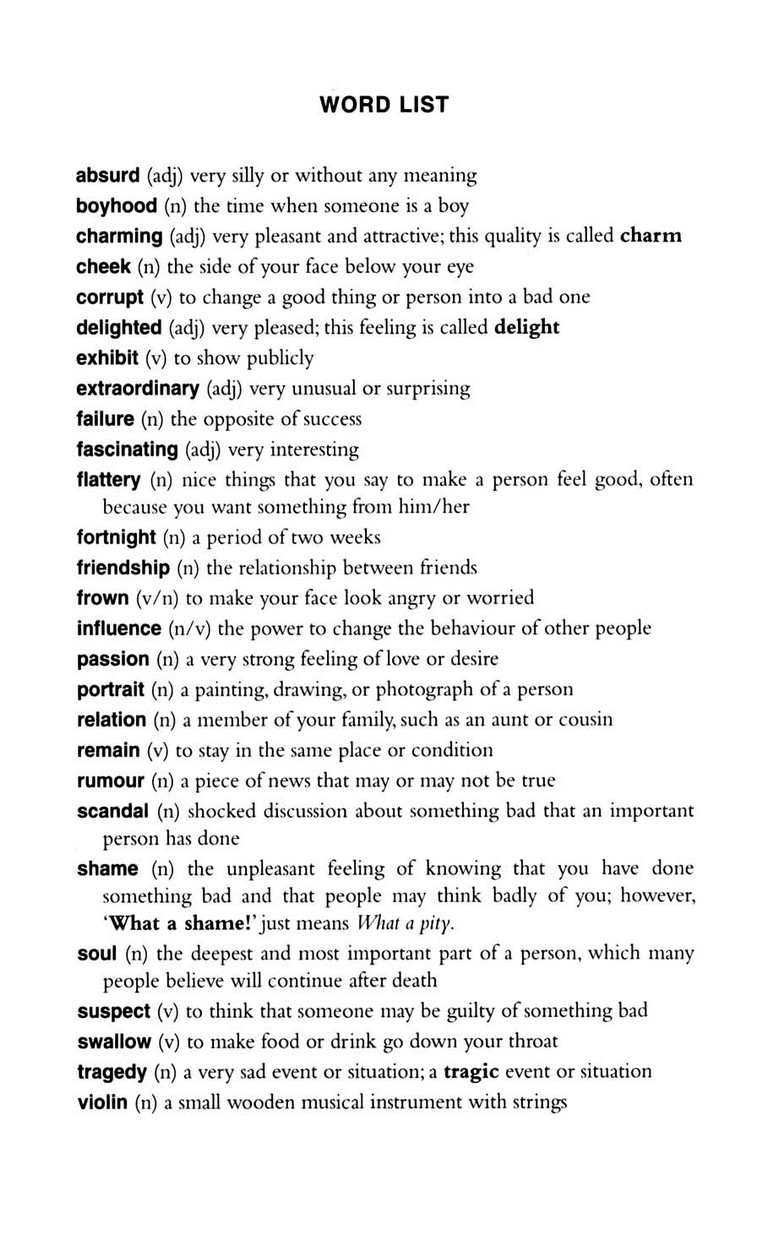 WORD LIST
absurd (adj) very silly or without any meaning
boyhood (n) the time when someone is a boy
charming (adj) very pleasant and attractive; this quality is called charm
cheek (n) the side of your face below your eye
corrupt (v) to change a good thing or person into a bad one
delighted (adj) very pleased; this feeling is called delight
exhibit (v) to show publicly
extraordinary (adj) very unusual or surprising
failure (n) the opposite of success
fascinating (adj) very interesting
flattery (n) nice things that you say to make a person feel good, often
because you want something from him/her
fortnight (n) a period of two weeks
friendship (n) the relationship between friends
frown (v/n) to make your face look angry or worried
influence (n/v) the power to change the behaviour of other people
passion (n) a very strong feeling of love or desire
portrait (n) a painting, drawing, or photograph of a person
relation (n) a member of your family, such as an aunt or cousin
remain (v) to stay in the same place or condition
rumour (n) a piece of news that may or may not be true
scandal (n) shocked discussion about something bad that an important
person has done
shame (n) the unpleasant feeling of knowing that you have done
something bad and that people may think badly of you; however,
‘What a shame!’ just means What a pity.
soul (n) the deepest and most important part of a person, which many
people believe will continue after death
suspect (v) to think that someone may be guilty of something bad
swallow (v) to make food or drink go down your throat
tragedy (n) a very sad event or situation; a tragic event or situation
violin (n) a small wooden musical instrument with strings